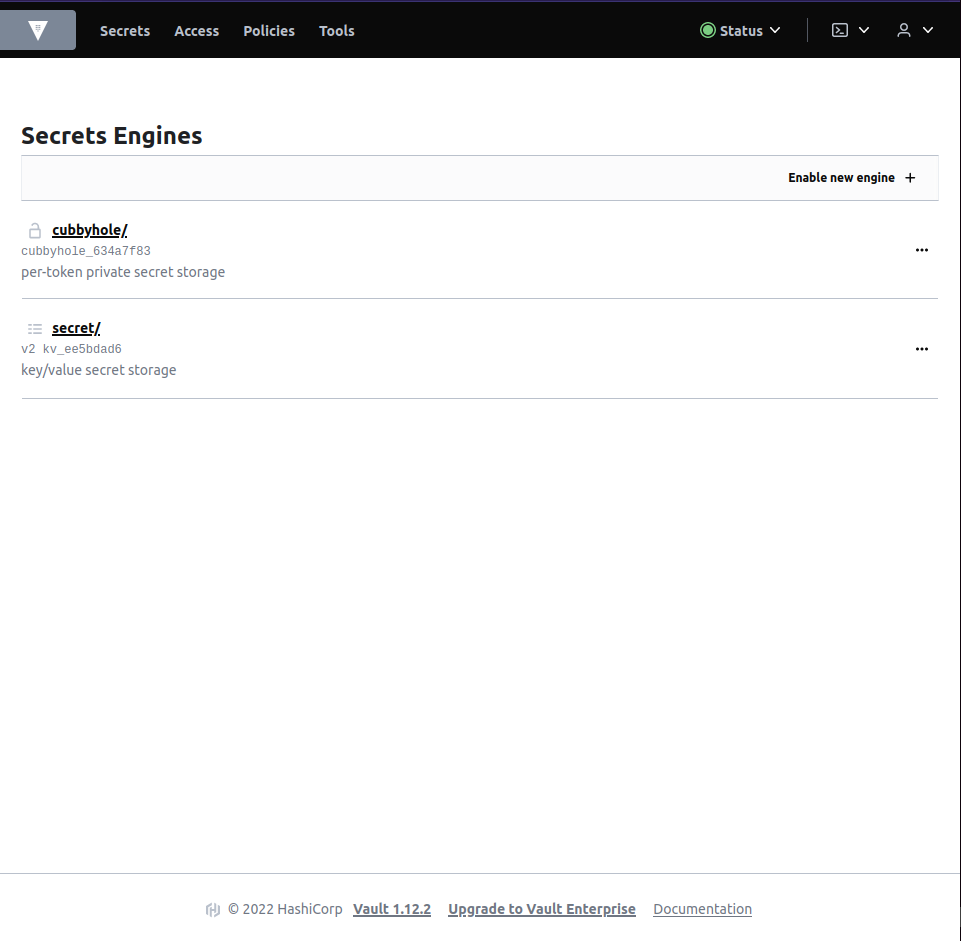 Secrets Access Policies Tools Status
Secrets Engines
Enable new engine
cubbyhole/
cubbyhole_634a7f83
per-token private secret storage
secret/
v2 kv_ee5bdad6
key/value secret storage
© 2022 HashiCorp Vault 1.12.2 Upgrade to Vault Enterprise Documentation